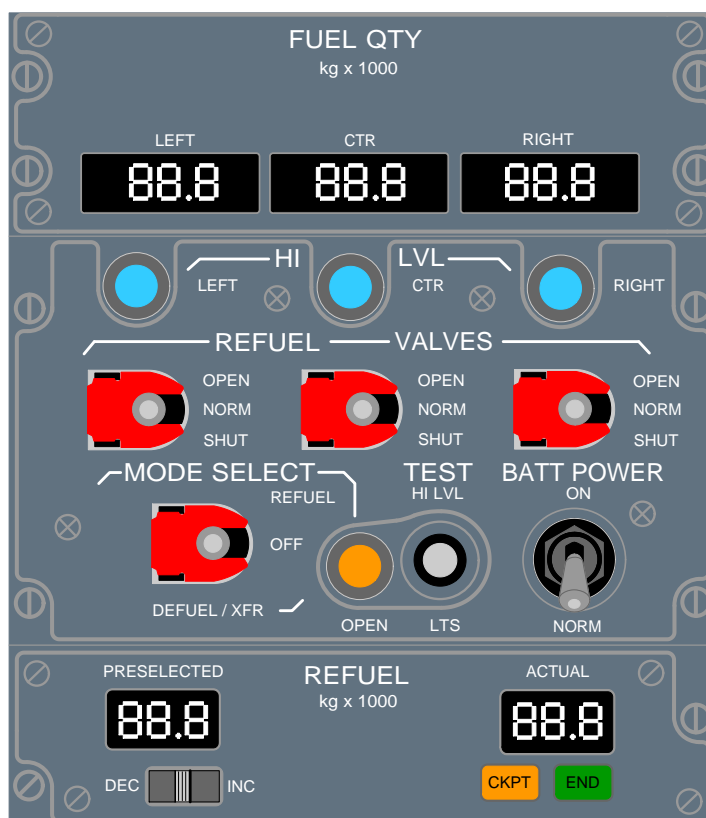 FUEL QTY
kg x 1000
LEFT CTR RIGHT
88.8 88.8 88.8
HI LVL
LEFT CTR RIGHT
REFUEL VALVES
OPEN OPEN OPEN
NORM NORM NORM
SHUT SHUT SHUT
MODE SELECT TEST BATT POWER
REFUEL HI LVL ON
OFF
DEFUEL / XFR
OPEN LTS NORM
PRESELECTED REFUEL ACTUAL
kg x 1000
88.8 88.8
DEC INC CKPT END